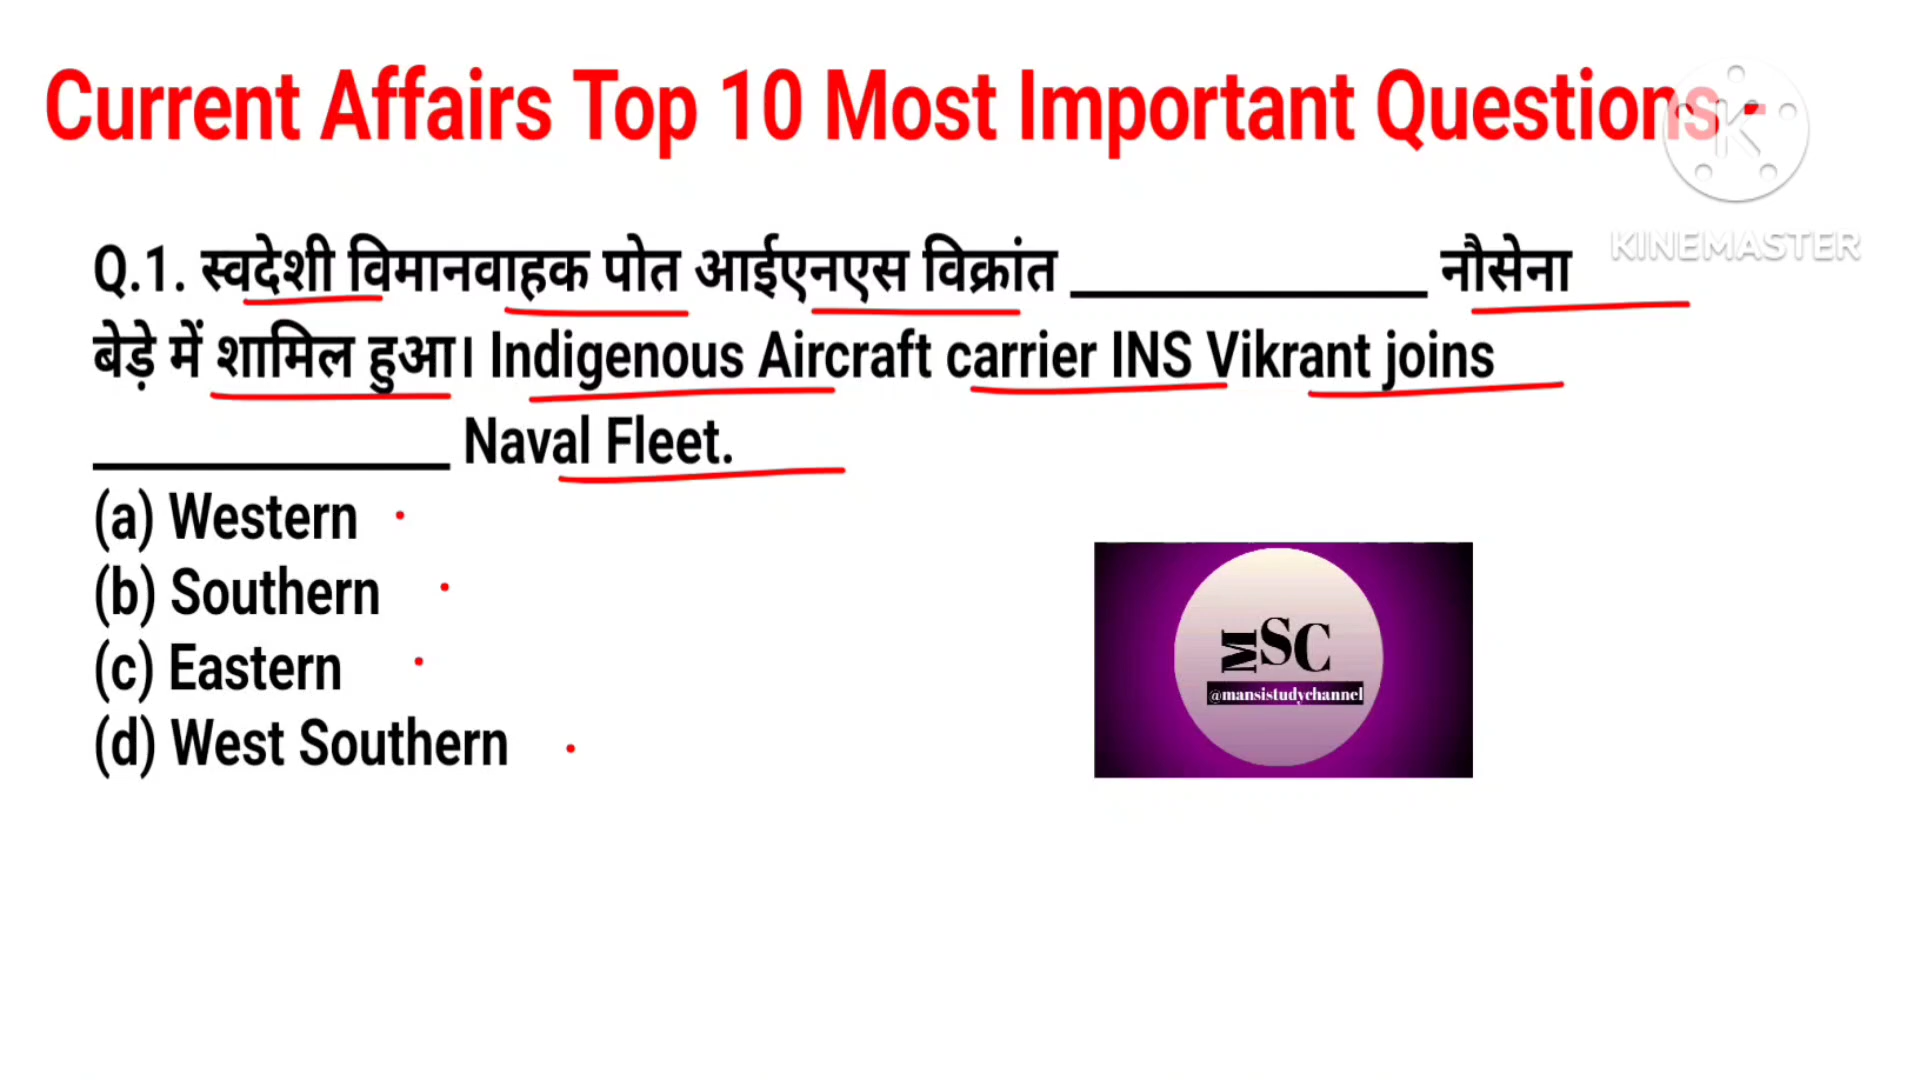 Current Affairs Top 10 Most Important Questions -
KINEMASTER
Q.1. स्वदेशी विमानवाहक पोत आईएनएस विक्रांत ____________ नौसेना
बेड़े में शामिल हुआ। Indigenous Aircraft carrier INS Vikrant joins
____________ Naval Fleet.
(a) Western
(b) Southern
(c) Eastern
(d) West Southern
MSC
@mansistudychannel